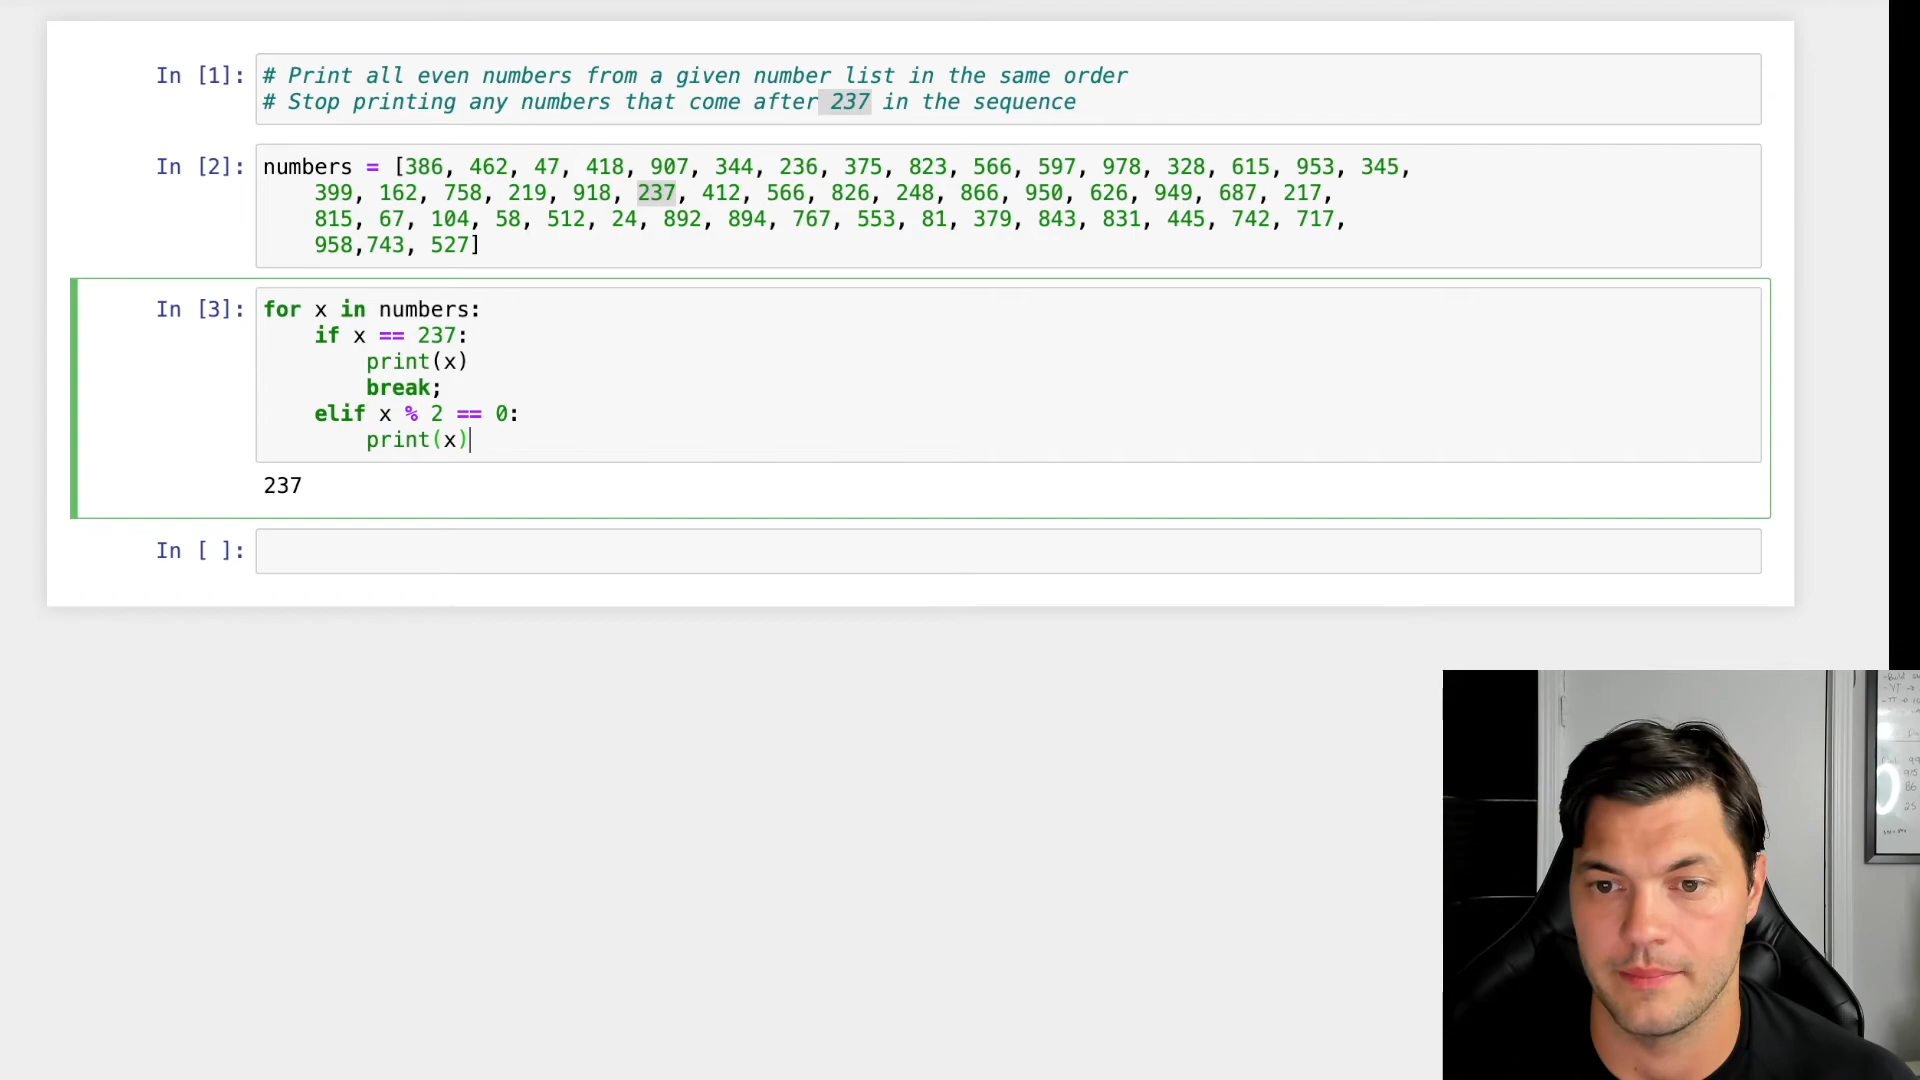 In [1]:
# Print all even numbers from a given number list in the same order
# Stop printing any numbers that come after 237 in the sequence
In [2]:
numbers = [386, 462, 47, 418, 907, 344, 236, 375, 823, 566, 597, 978, 328, 615, 953, 345,
399, 162, 758, 219, 918, 237, 412, 566, 826, 248, 866, 950, 626, 949, 687, 217,
815, 67, 104, 58, 512, 24, 892, 894, 767, 553, 81, 379, 843, 831, 445, 742, 717,
958,743, 527]
In [3]:
for x in numbers:
if x == 237:
print(x)
break;
elif x % 2 == 0:
print(x)
237
In [ ]: